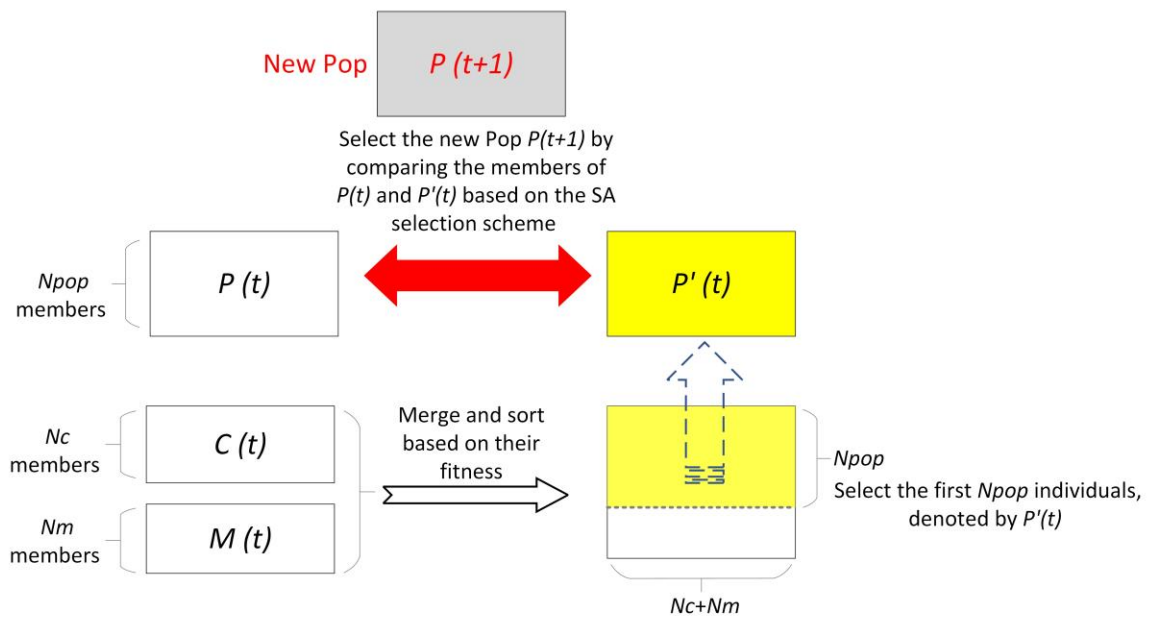 New Pop
P (t+1)
Select the new Pop P(t+1) by
comparing the members of
P(t) and P'(t) based on the SA
selection scheme
Npop
members
P (t)
P' (t)
Nc
members
C (t)
Nm
members
M (t)
Merge and sort
based on their
fitness
Npop
Select the first Npop individuals,
denoted by P'(t)
Nc+Nm